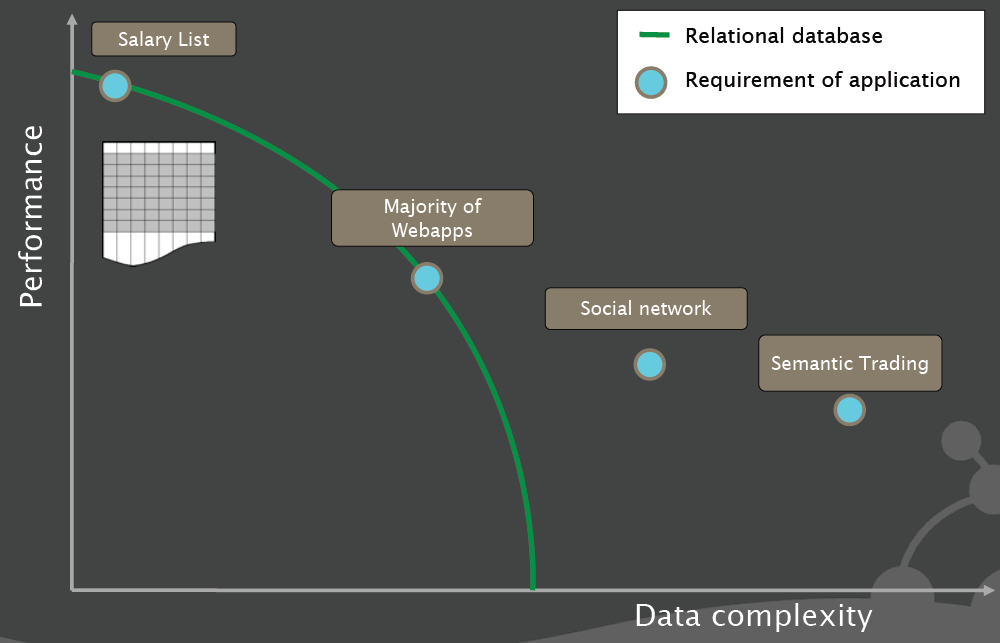 Salary List
Relational database
Requirement of application
Performance
Majority of
Webapps
Social network
Semantic Trading
Data complexity